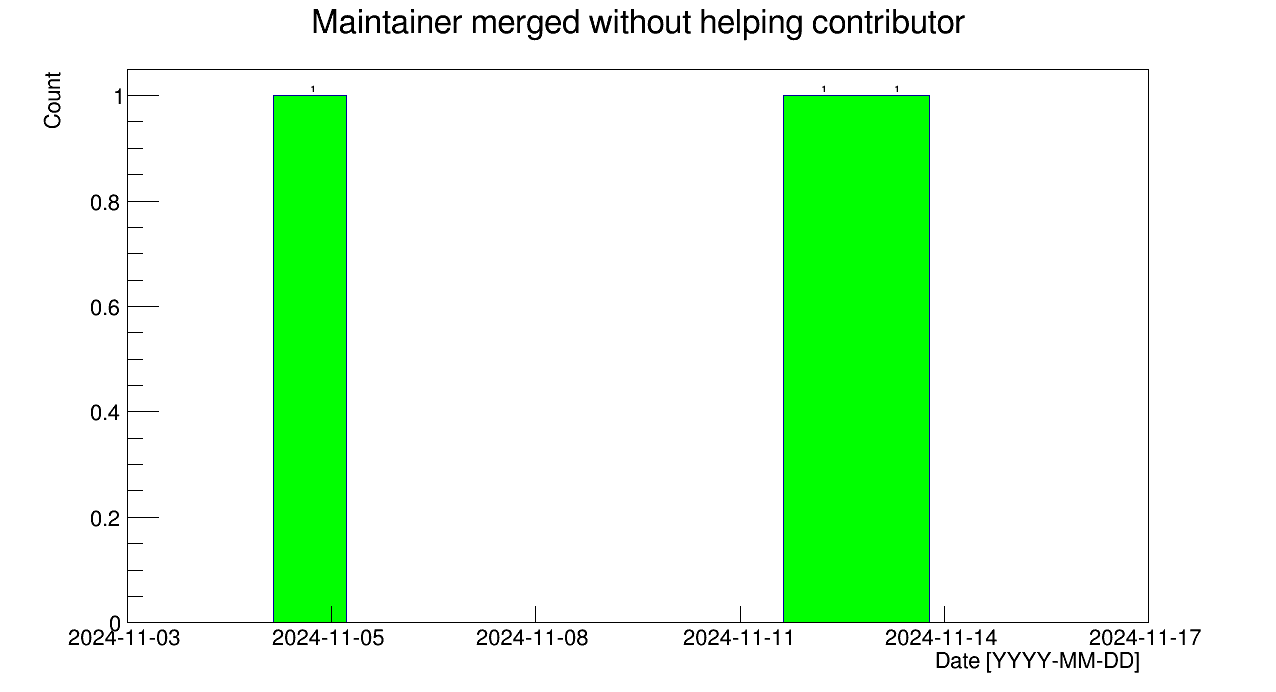 Maintainer merged without helping contributor
Count
1
1 1
1
0.8
0.6
0.4
0.2
0
2024-11-03 2024-11-05 2024-11-08 2024-11-11 2024-11-14 2024-11-17
Date [YYYY-MM-DD]